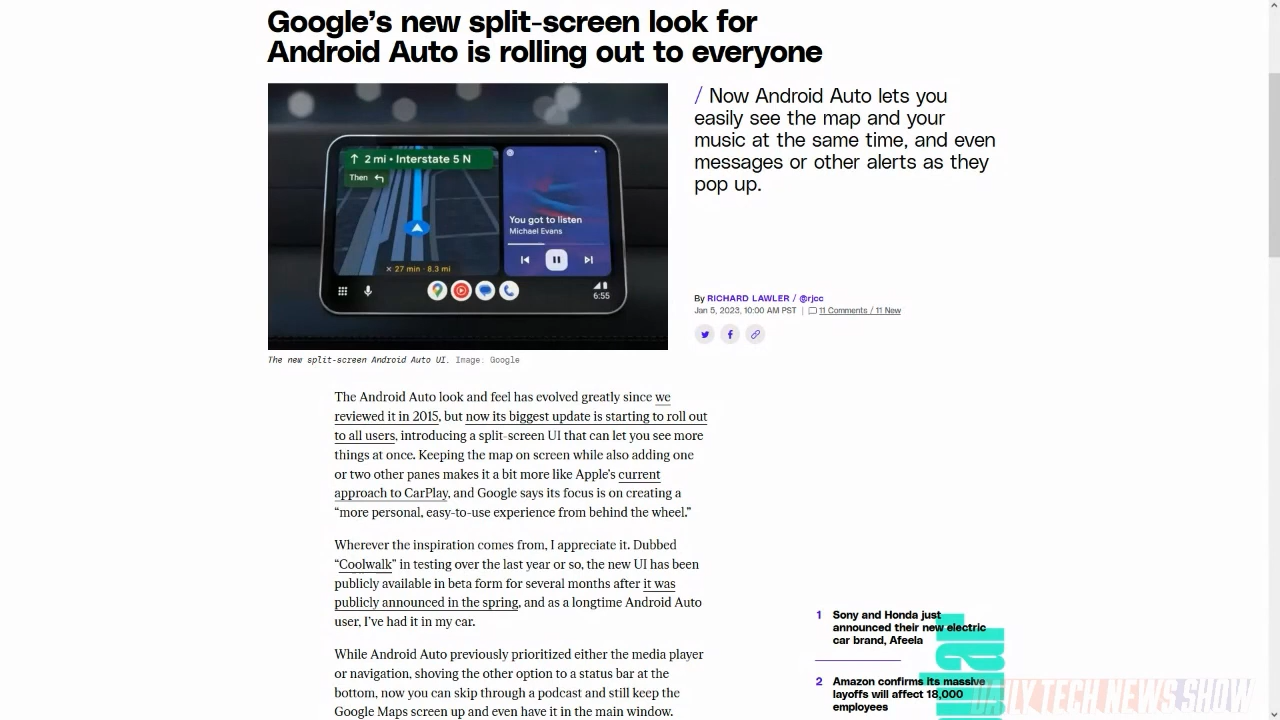 Google’s new split-screen look for
Android Auto is rolling out to everyone
/ Now Android Auto lets you
easily see the map and your
music at the same time, and even
messages or other alerts as they
pop up.
2 mi • Interstate 5 N
Then
You got to listen
Michael Evans
27 min · 8.3 mi
6:55
By RICHARD LAWLER / @rjcc
Jan 5, 2023, 10:00 AM PST | 11 Comments / 11 New
The new split-screen Android Auto UI. Image: Google
The Android Auto look and feel has evolved greatly since we
reviewed it in 2015, but now its biggest update is starting to roll out
to all users, introducing a split-screen UI that can let you see more
things at once. Keeping the map on screen while also adding one
or two other panes makes it a bit more like Apple’s current
approach to CarPlay, and Google says its focus is on creating a
“more personal, easy-to-use experience from behind the wheel.”
Wherever the inspiration comes from, I appreciate it. Dubbed
“Coolwalk” in testing over the last year or so, the new UI has been
publicly available in beta form for several months after it was
publicly announced in the spring, and as a longtime Android Auto
user, I’ve had it in my car.
While Android Auto previously prioritized either the media player
or navigation, shoving the other option to a status bar at the
bottom, now you can skip through a podcast and still keep the
Google Maps screen up and even have it in the main window.
1 Sony and Honda just
announced their new electric
car brand, Afeela
2 Amazon confirms its massive
layoffs will affect 18,000
employees
DAILY TECH NEWS SHOW